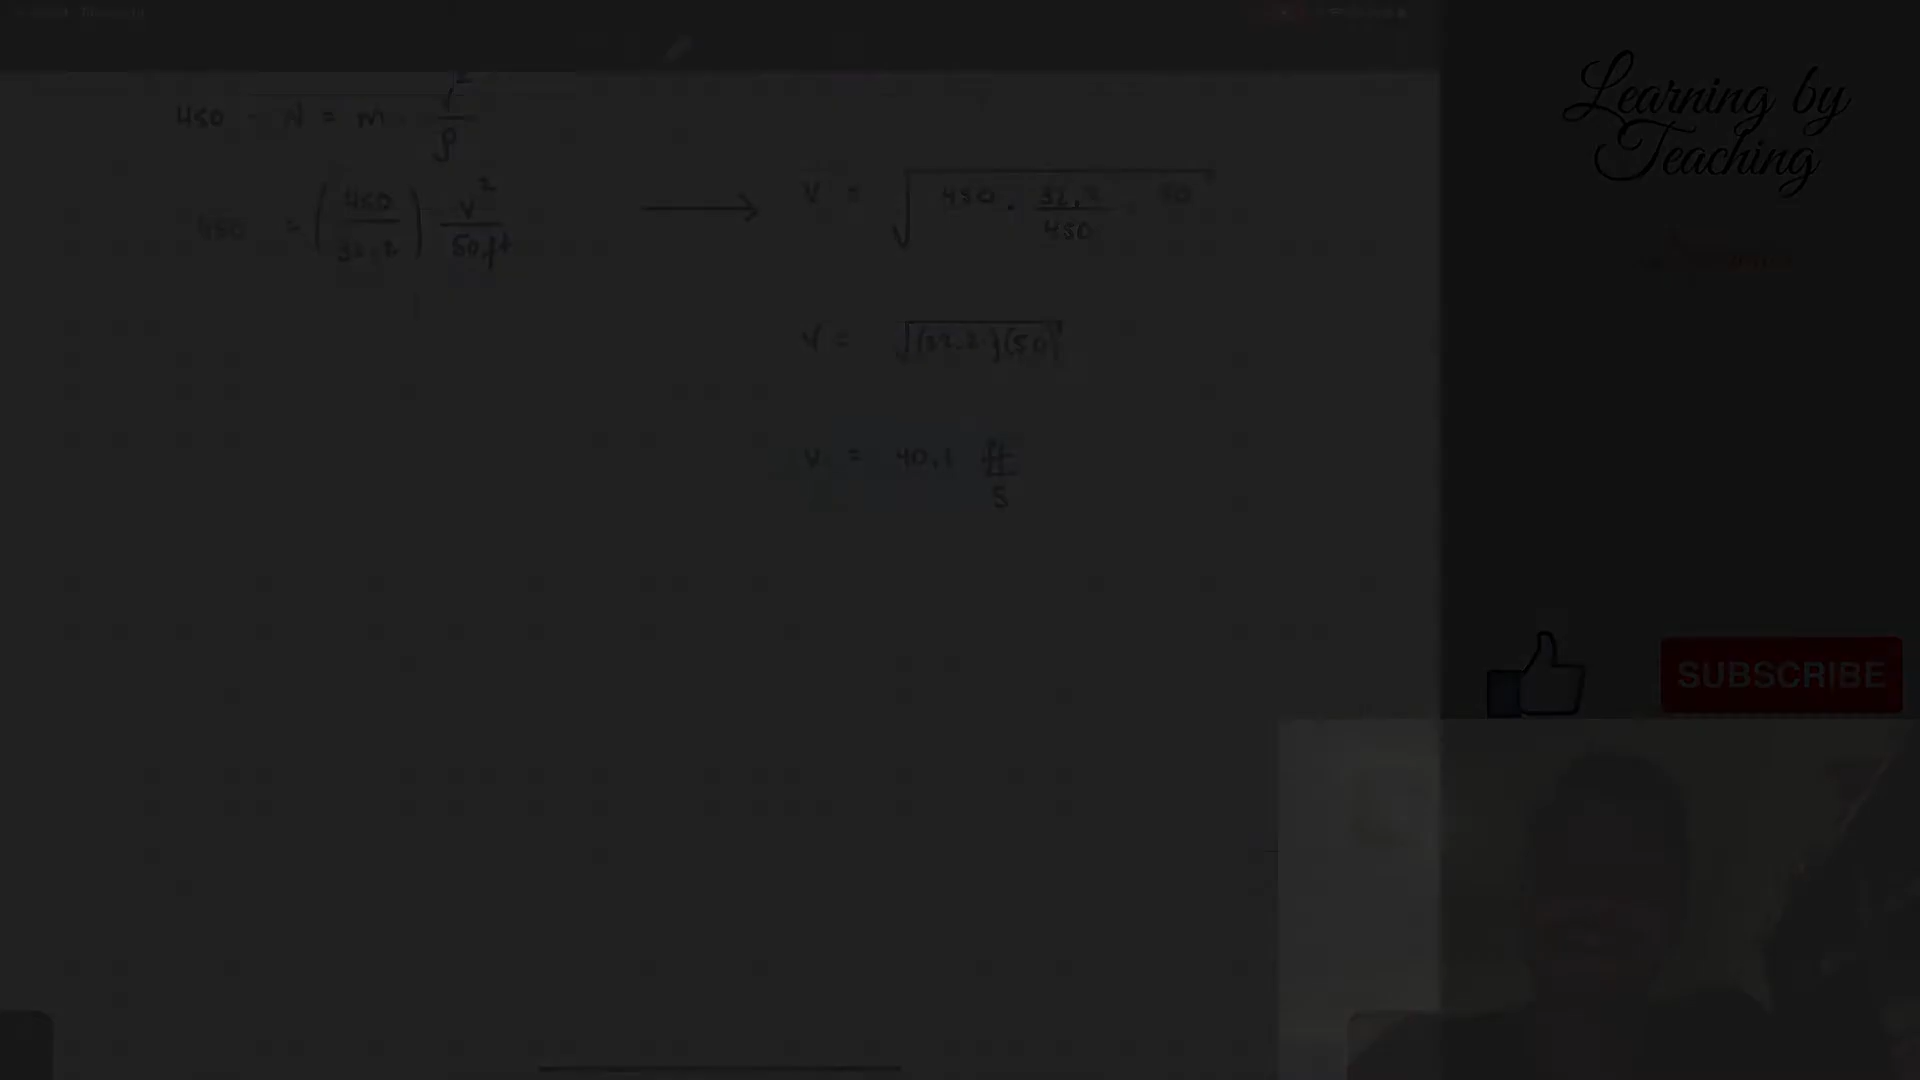 450 - N = m · v²/ρ
450 = (450/32.2) v²/50ft → V = √(450 · 32.2/450 · 50)
V = √(32.2)(50)
V = 40.1 ft/s
Learning by
Teaching
SUBSCRIBE